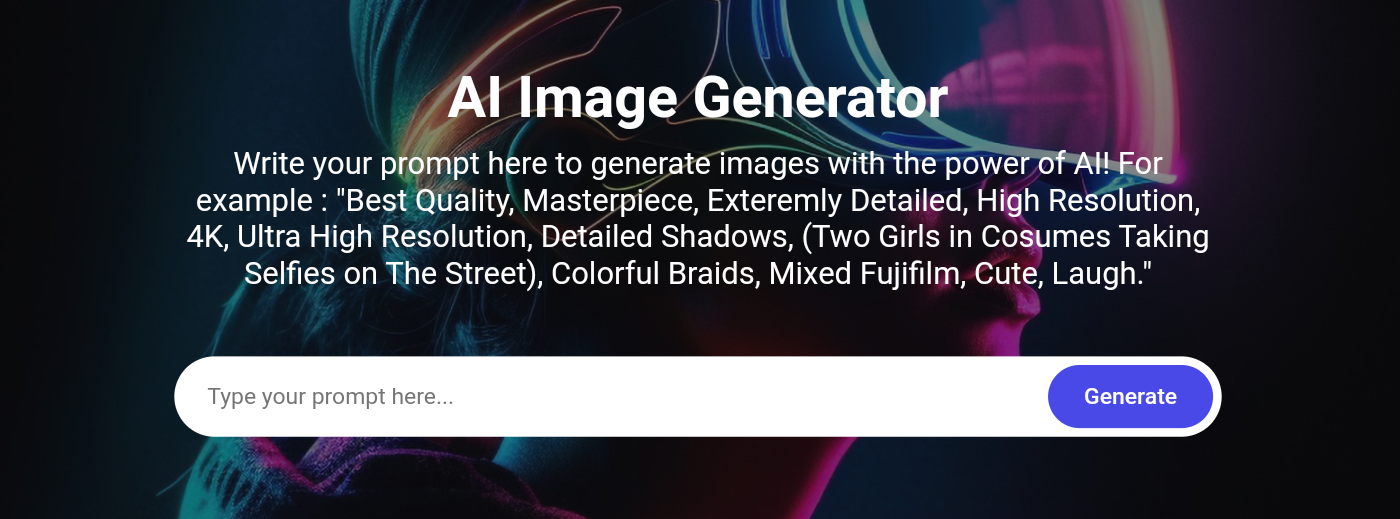 AI Image Generator
Write your prompt here to generate images with the power of AI! For
example : "Best Quality, Masterpiece, Exteremly Detailed, High Resolution,
4K, Ultra High Resolution, Detailed Shadows, (Two Girls in Cosumes Taking
Selfies on The Street), Colorful Braids, Mixed Fujifilm, Cute, Laugh."
Type your prompt here...
Generate